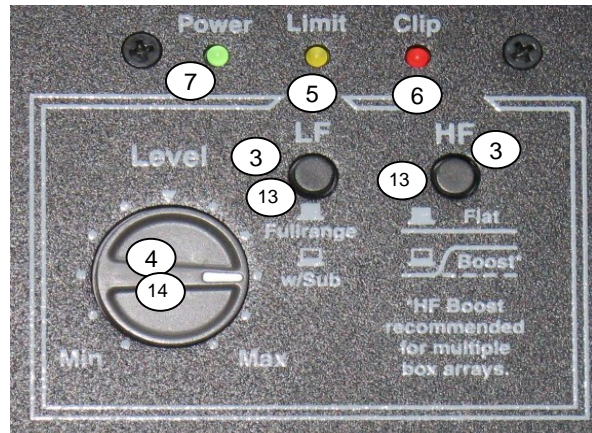 Power Limit Clip
7 5 6
LF HF
Level 3 3
13 13
Fullrange Flat
4 w/Sub Boost*
14
Min Max
*HF Boost
recommended
for multiple
box arrays.